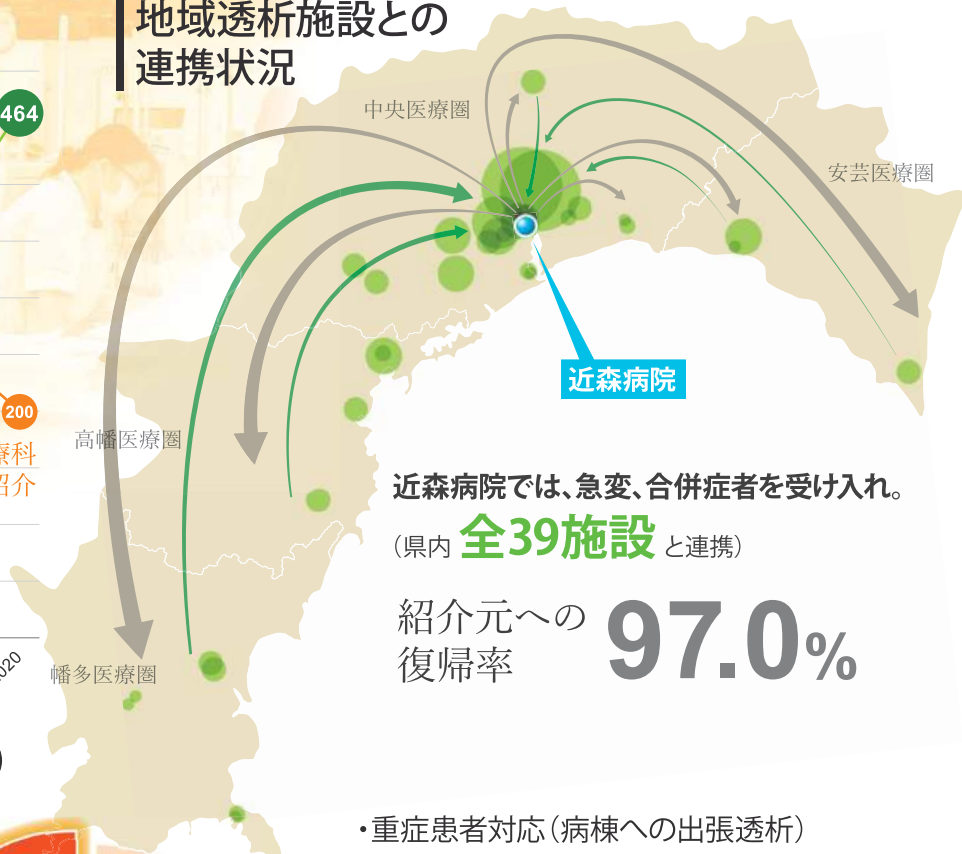 地域透析施設との
連携状況
464
中央医療圏
安芸医療圏
近森病院
200
療科
紹介
高幡医療圏
近森病院では、急変、合併症者を受け入れ。
（県内 全39施設 と連携）
紹介元への
復帰率
97.0%
幡多医療圏
・重症患者対応（病棟への出張透析）